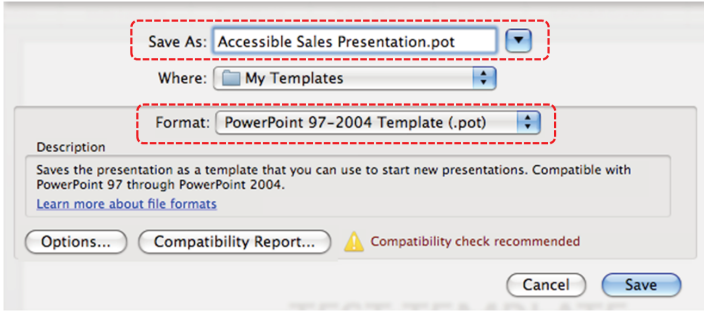 Save As: Accessible Sales Presentation.pot
Where: My Templates
Format: PowerPoint 97-2004 Template (.pot)
Description
Saves the presentation as a template that you can use to start new presentations. Compatible with
PowerPoint 97 through PowerPoint 2004.
Learn more about file formats
Options... Compatibility Report... Compatibility check recommended
Cancel Save